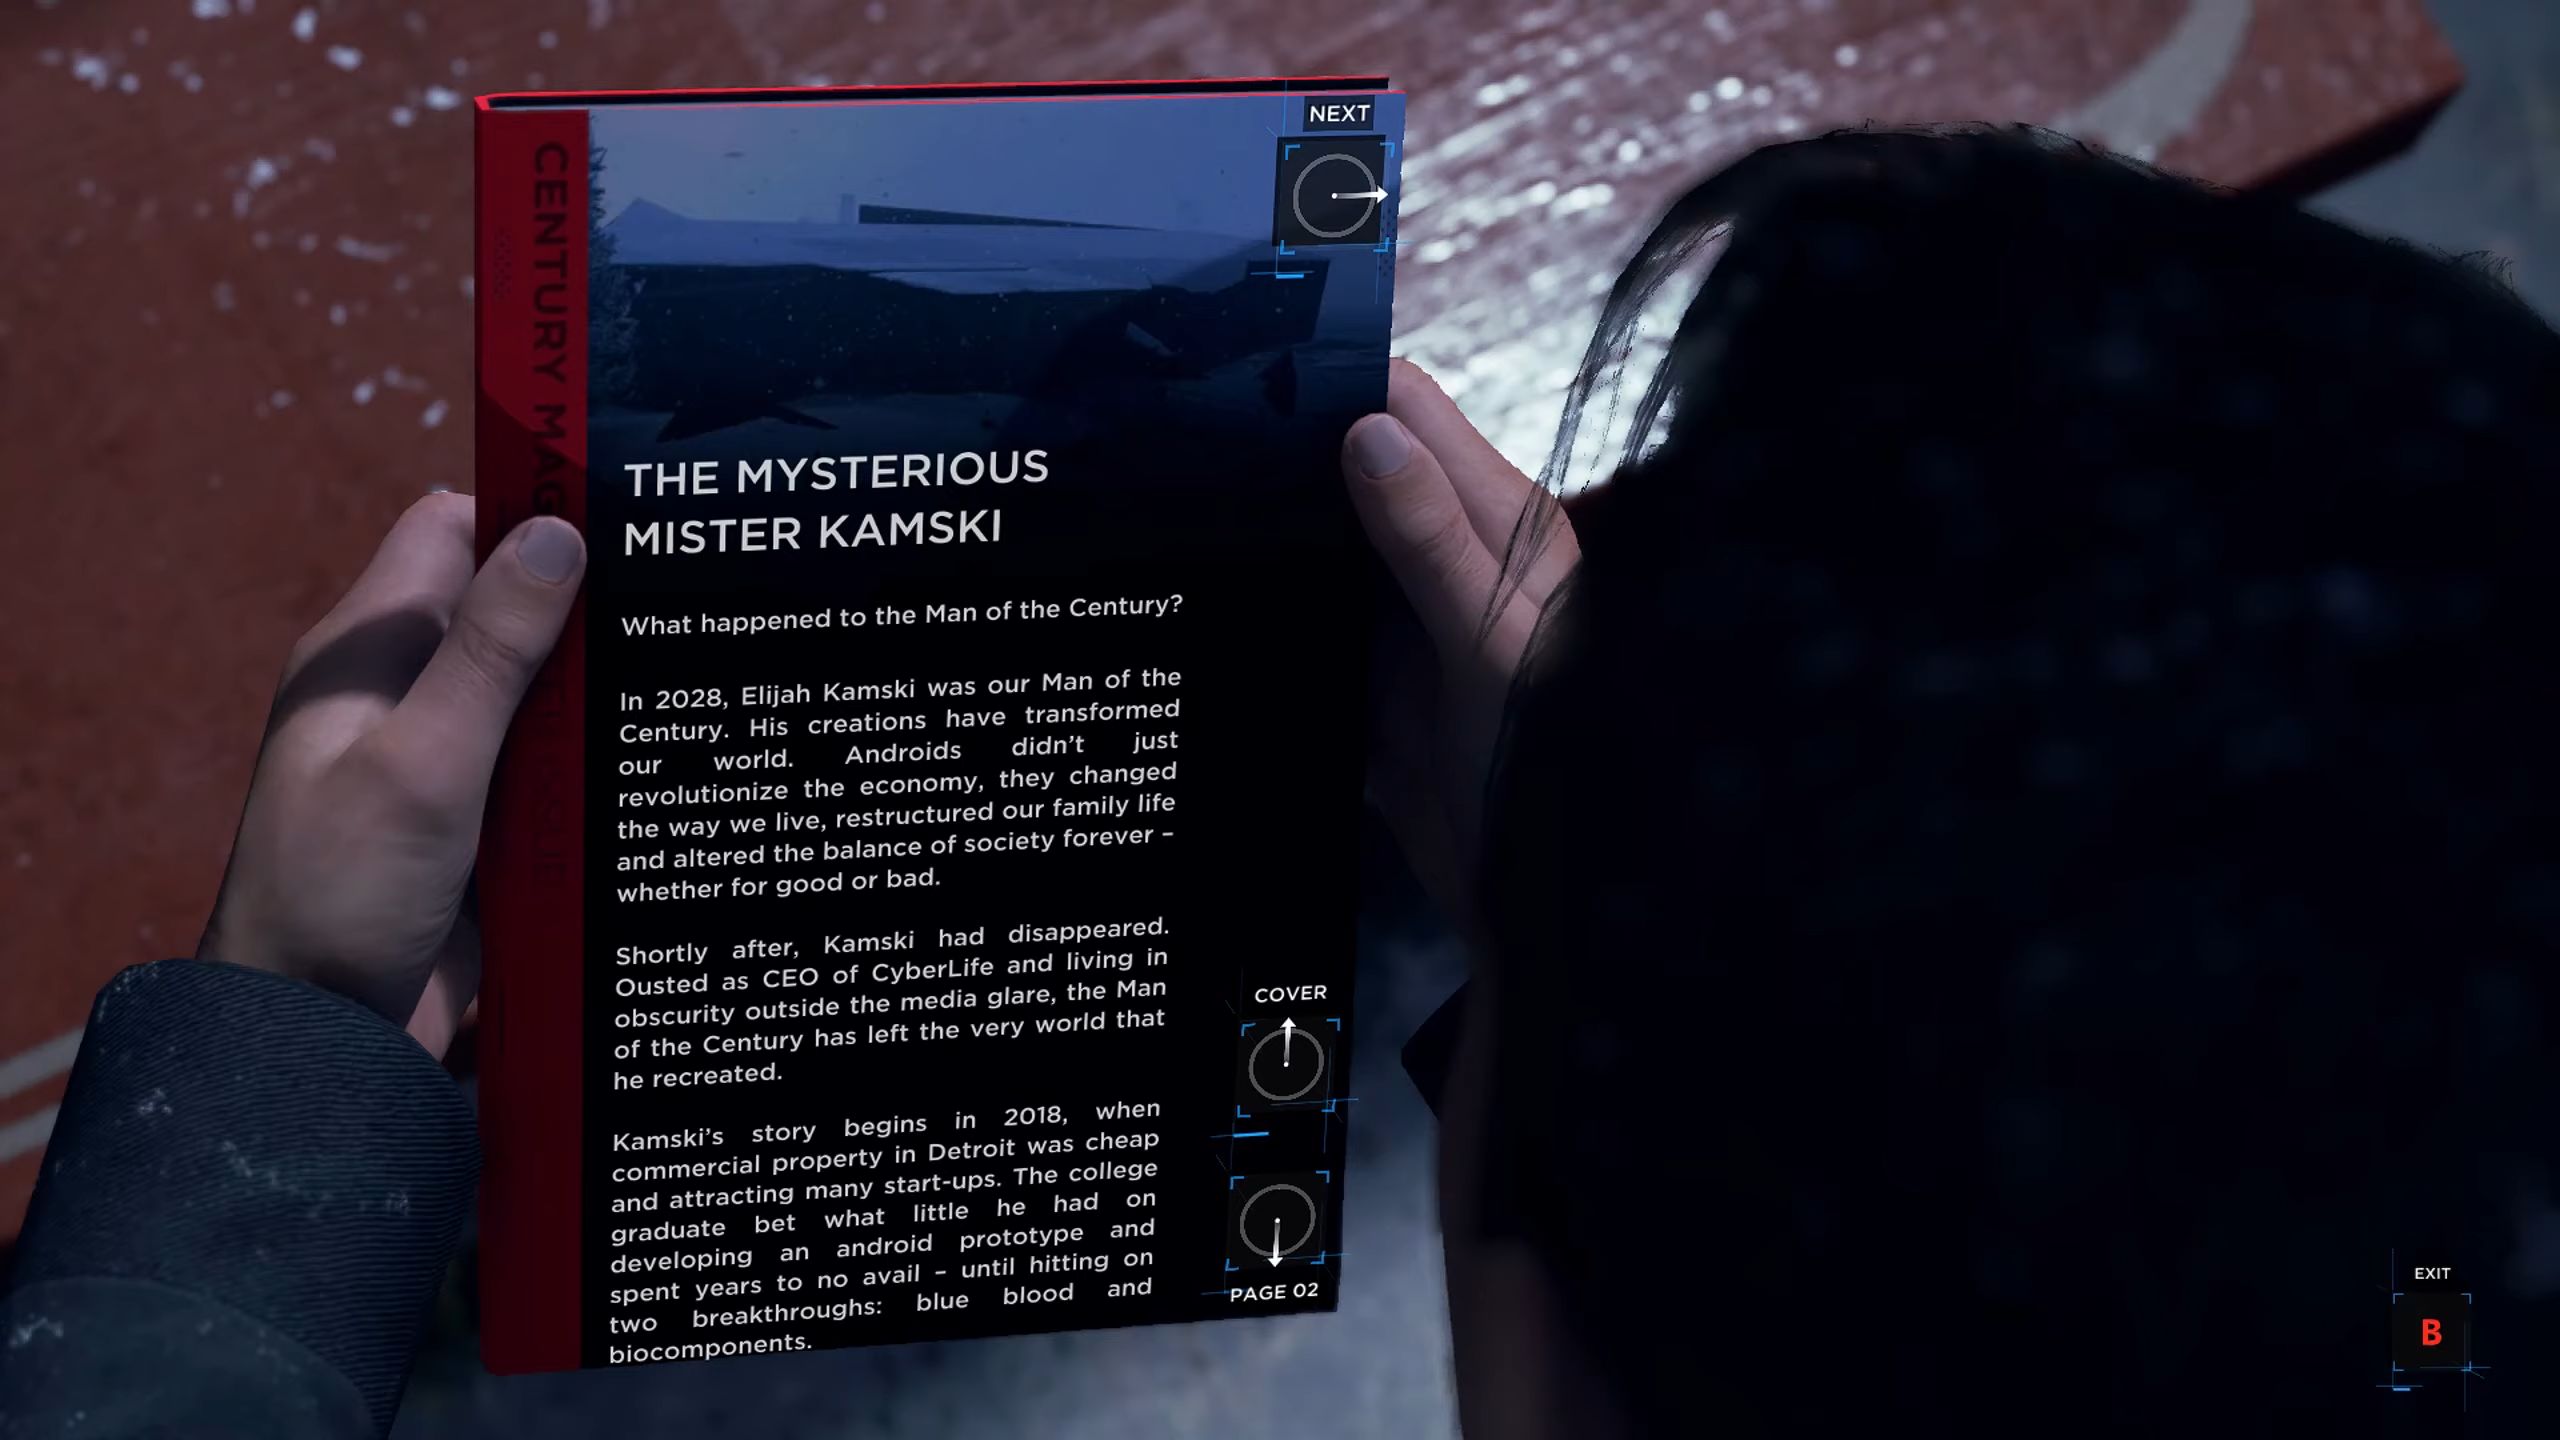 CENTURY MAG
ISSUE
NEXT
THE MYSTERIOUS
MISTER KAMSKI
What happened to the Man of the Century?
In 2028, Elijah Kamski was our Man of the
Century. His creations have transformed
our world. Androids didn't just
revolutionize the economy, they changed
the way we live, restructured our family life
and altered the balance of society forever –
whether for good or bad.
Shortly after, Kamski had disappeared.
Ousted as CEO of CyberLife and living in
obscurity outside the media glare, the Man
of the Century has left the very world that
he recreated.
Kamski's story begins in 2018, when
commercial property in Detroit was cheap
and attracting many start-ups. The college
graduate bet what little he had on
developing an android prototype and
spent years to no avail – until hitting on
two breakthroughs: blue blood and
biocomponents.
COVER
PAGE 02
EXIT
B